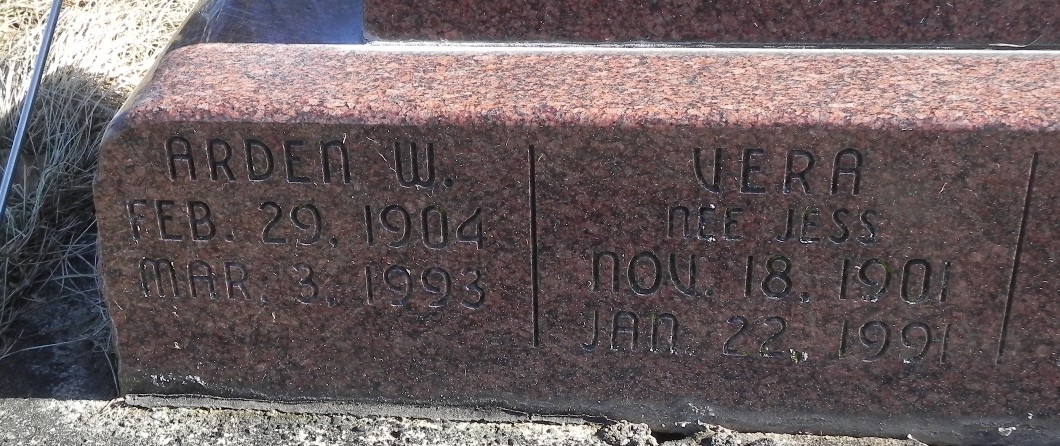 ARDEN W.
FEB. 29, 1904
MAR. 3, 1993
VERA
NEE JESS
NOV. 18, 1901
JAN. 22, 1991